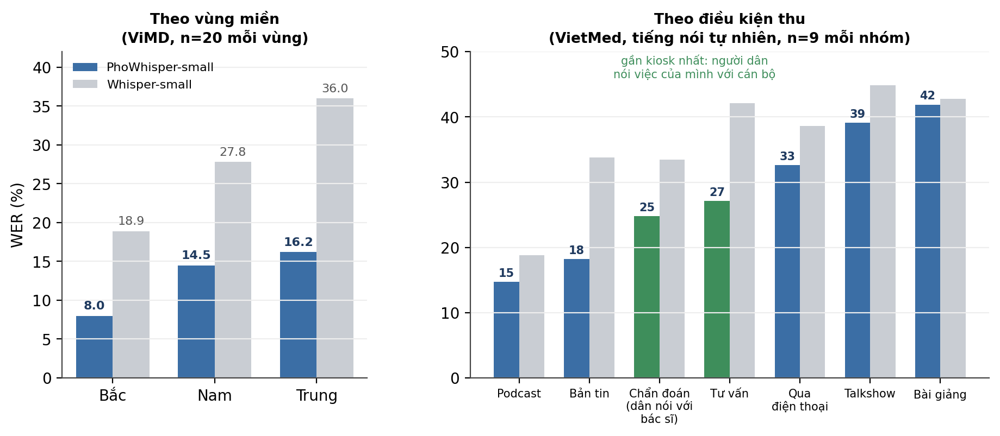 Theo vùng miền
(ViMD, n=20 mỗi vùng)
PhoWhisper-small
Whisper-small
WER (%)
40
35
30
25
20
15
10
5
0
8.0
18.9
14.5
27.8
16.2
36.0
Bắc
Nam
Trung
Theo điều kiện thu
(VietMed, tiếng nói tự nhiên, n=9 mỗi nhóm)
gần kiosk nhất: người dân
nói việc của mình với cán bộ
50
40
30
20
10
0
15
18
25
27
33
39
42
Podcast
Bản tin
Chẩn đoán
(dân nói với
bác sĩ)
Tư vấn
Qua
điện thoại
Talkshow
Bài giảng